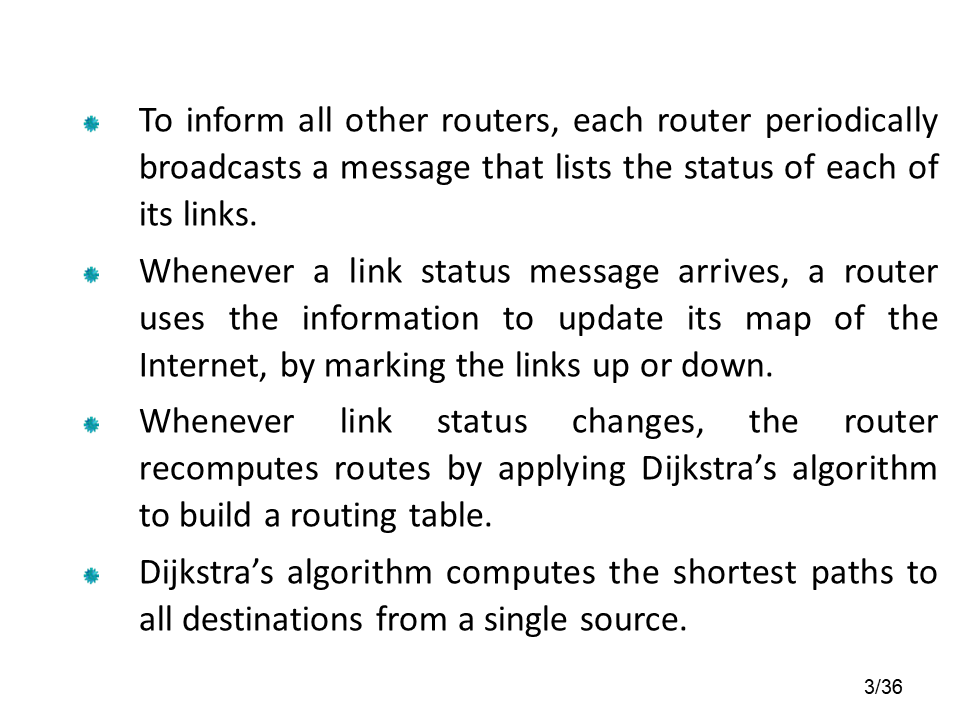 To inform all other routers, each router periodically
broadcasts a message that lists the status of each of
its links.
Whenever a link status message arrives, a router
uses the information to update its map of the
Internet, by marking the links up or down.
Whenever link status changes, the router
recomputes routes by applying Dijkstra’s algorithm
to build a routing table.
Dijkstra’s algorithm computes the shortest paths to
all destinations from a single source.
3/36